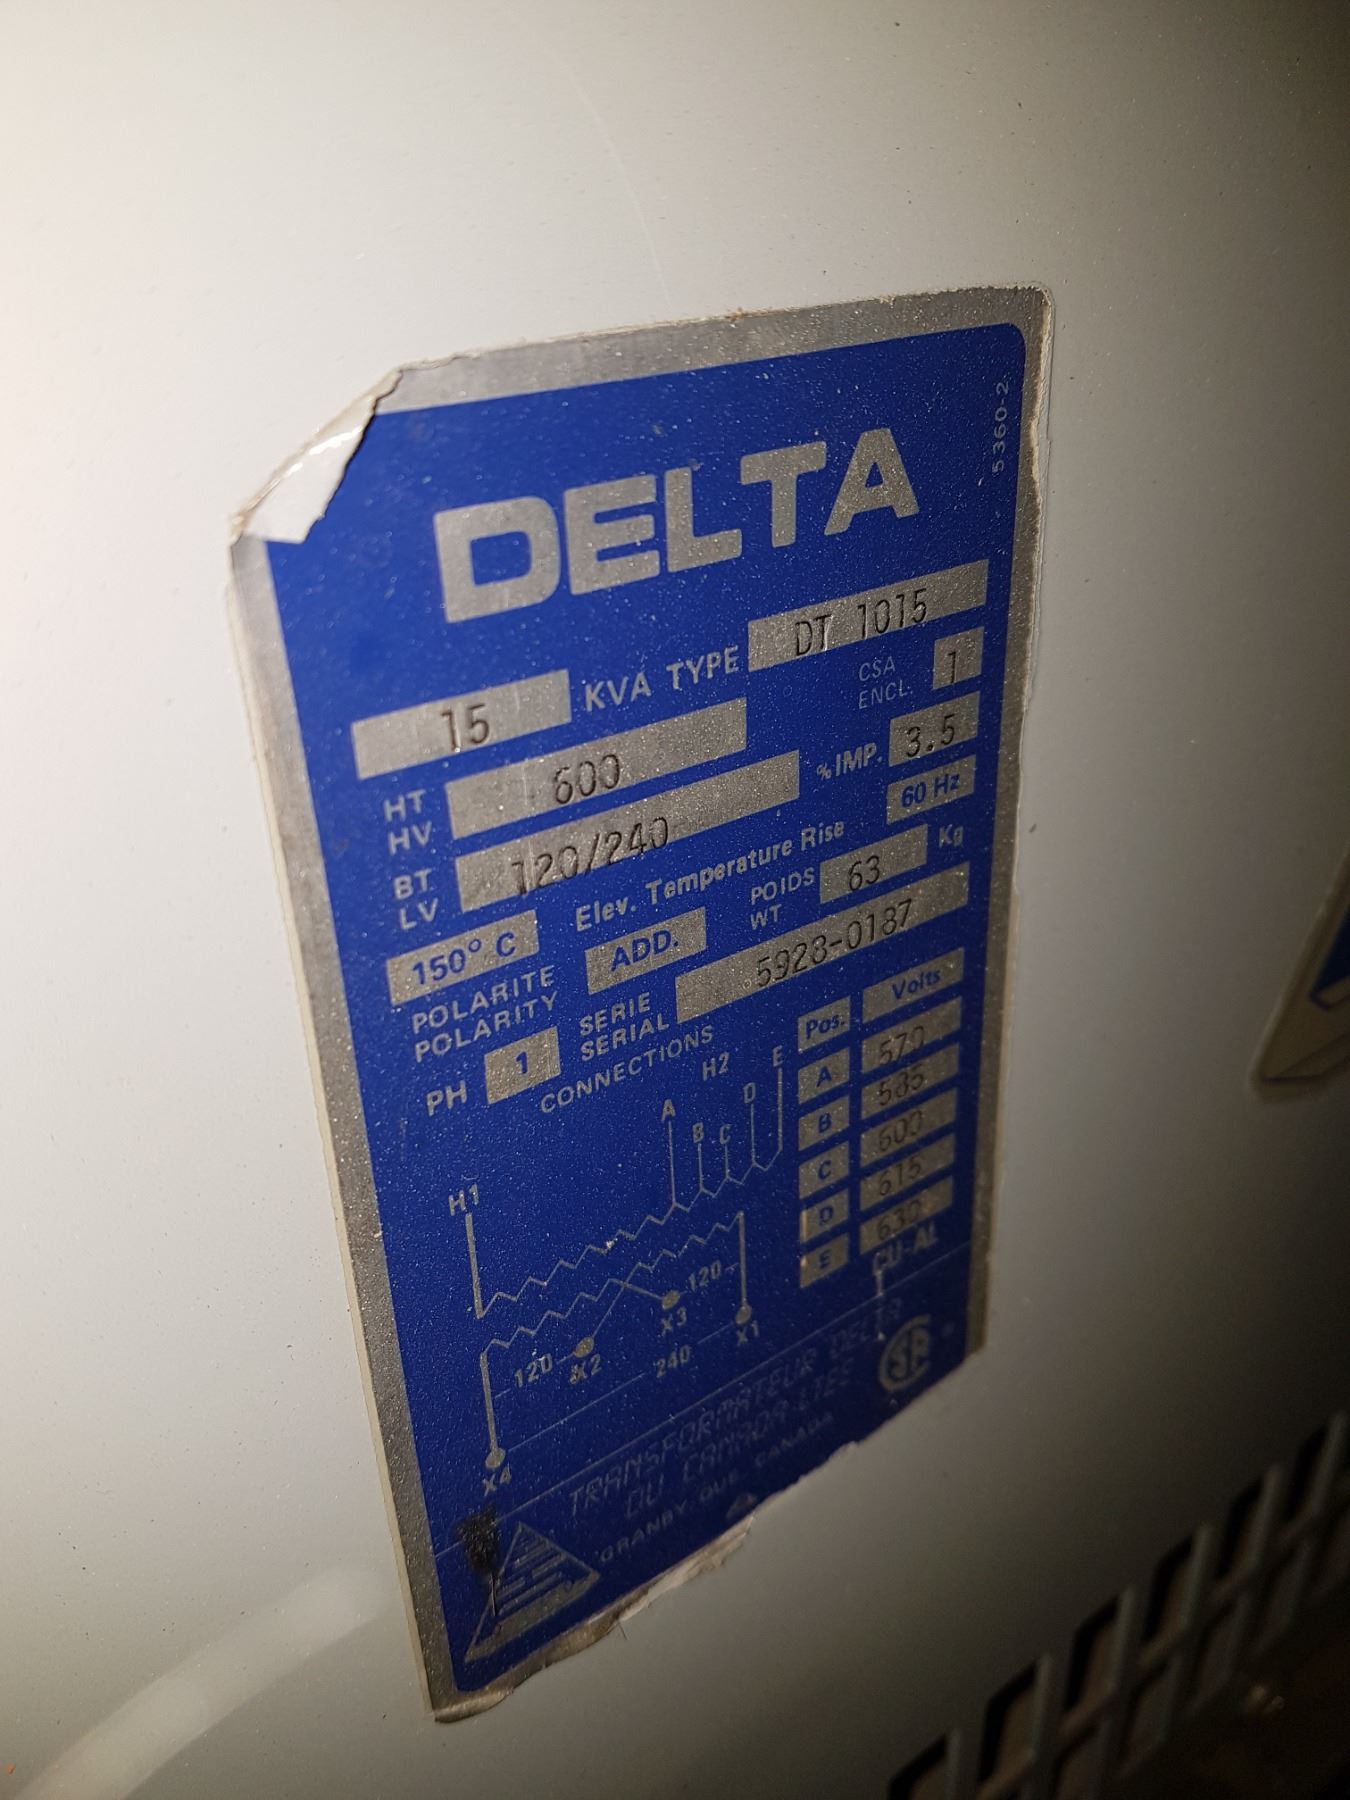 5360-2
DELTA
15 KVA TYPE DT 1015
HT
HV 600
CSA
ENCL. 1
BT
LV 120/240
% IMP. 3.5
150° C Elev. Temperature Rise 60 Hz
POLARITE
POLARITY ADD.
POIDS
WT 63 Kg
PH 1
SERIE
SERIAL 5928-0187
CONNECTIONS
Pos. Volts
A 570
B 585
C 600
D 615
E 630
CU-AL
H1
H2
A B C D E
120 X3
120 X2
240 X1
X4
TRANSFORMATEUR DELTA
DU CANADA LTEE
GRANBY, QUE. CANADA